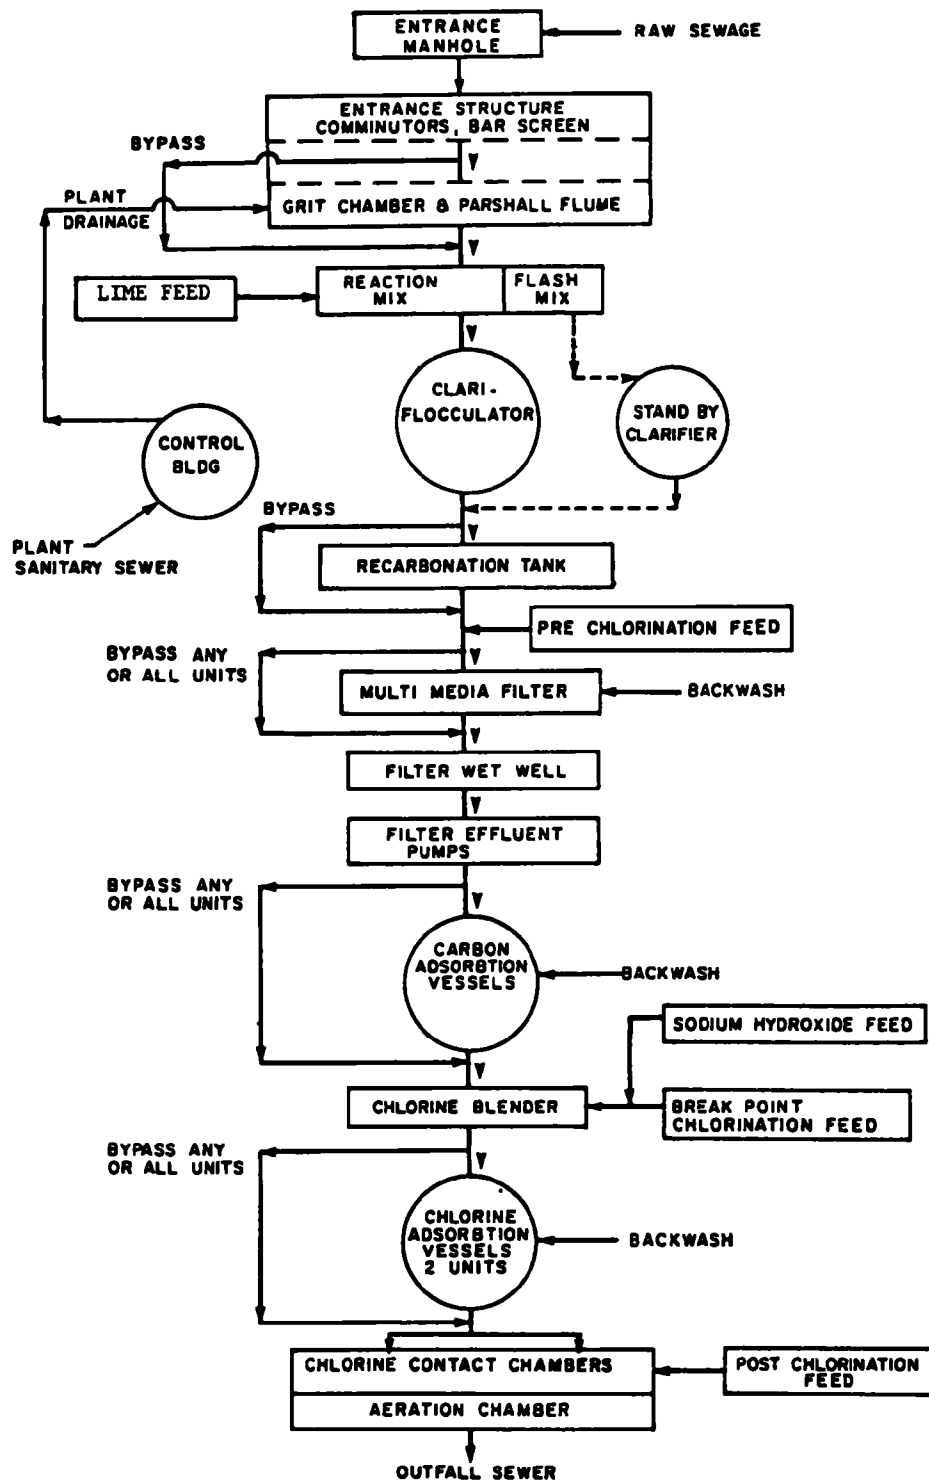 ENTRANCE
MANHOLE
RAW SEWAGE
ENTRANCE STRUCTURE
COMMINUTORS, BAR SCREEN
BYPASS
PLANT
DRAINAGE
GRIT CHAMBER & PARSHALL FLUME
LIME FEED
REACTION
MIX
FLASH
MIX
CLARI-
FLOCCULATOR
STAND BY
CLARIFIER
CONTROL
BLDG
PLANT
SANITARY SEWER
BYPASS
RECARBONATION TANK
PRE CHLORINATION FEED
BYPASS ANY
OR ALL UNITS
MULTI MEDIA FILTER
BACKWASH
FILTER WET WELL
FILTER EFFLUENT
PUMPS
BYPASS ANY
OR ALL UNITS
CARBON
ADSORBTION
VESSELS
BACKWASH
SODIUM HYDROXIDE FEED
CHLORINE BLENDER
BREAK POINT
CHLORINATION FEED
BYPASS ANY
OR ALL UNITS
CHLORINE
ADSORBTION
VESSELS
2 UNITS
BACKWASH
CHLORINE CONTACT CHAMBERS
POST CHLORINATION
FEED
AERATION CHAMBER
OUTFALL SEWER